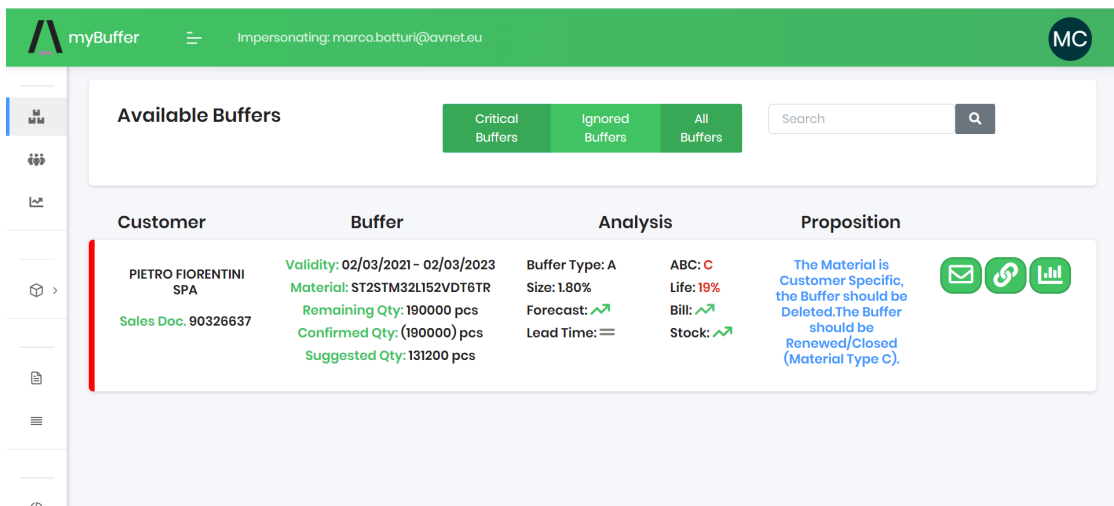 myBuffer
Impersonating: marco.botturi@avnet.eu
MC
Available Buffers
Critical
Buffers
Ignored
Buffers
All
Buffers
Search
Customer
Buffer
Analysis
Proposition
PIETRO FIORENTINI
SPA
Sales Doc. 90326637
Validity: 02/03/2021 - 02/03/2023
Material: ST2STM32L152VDT6TR
Remaining Qty: 190000 pcs
Confirmed Qty: (190000) pcs
Suggested Qty: 131200 pcs
Buffer Type: A
Size: 1.80%
Forecast:
Lead Time:
ABC: C
Life: 19%
Bill:
Stock:
The Material is
Customer Specific,
the Buffer should be
Deleted.The Buffer
should be
Renewed/Closed
(Material Type C).